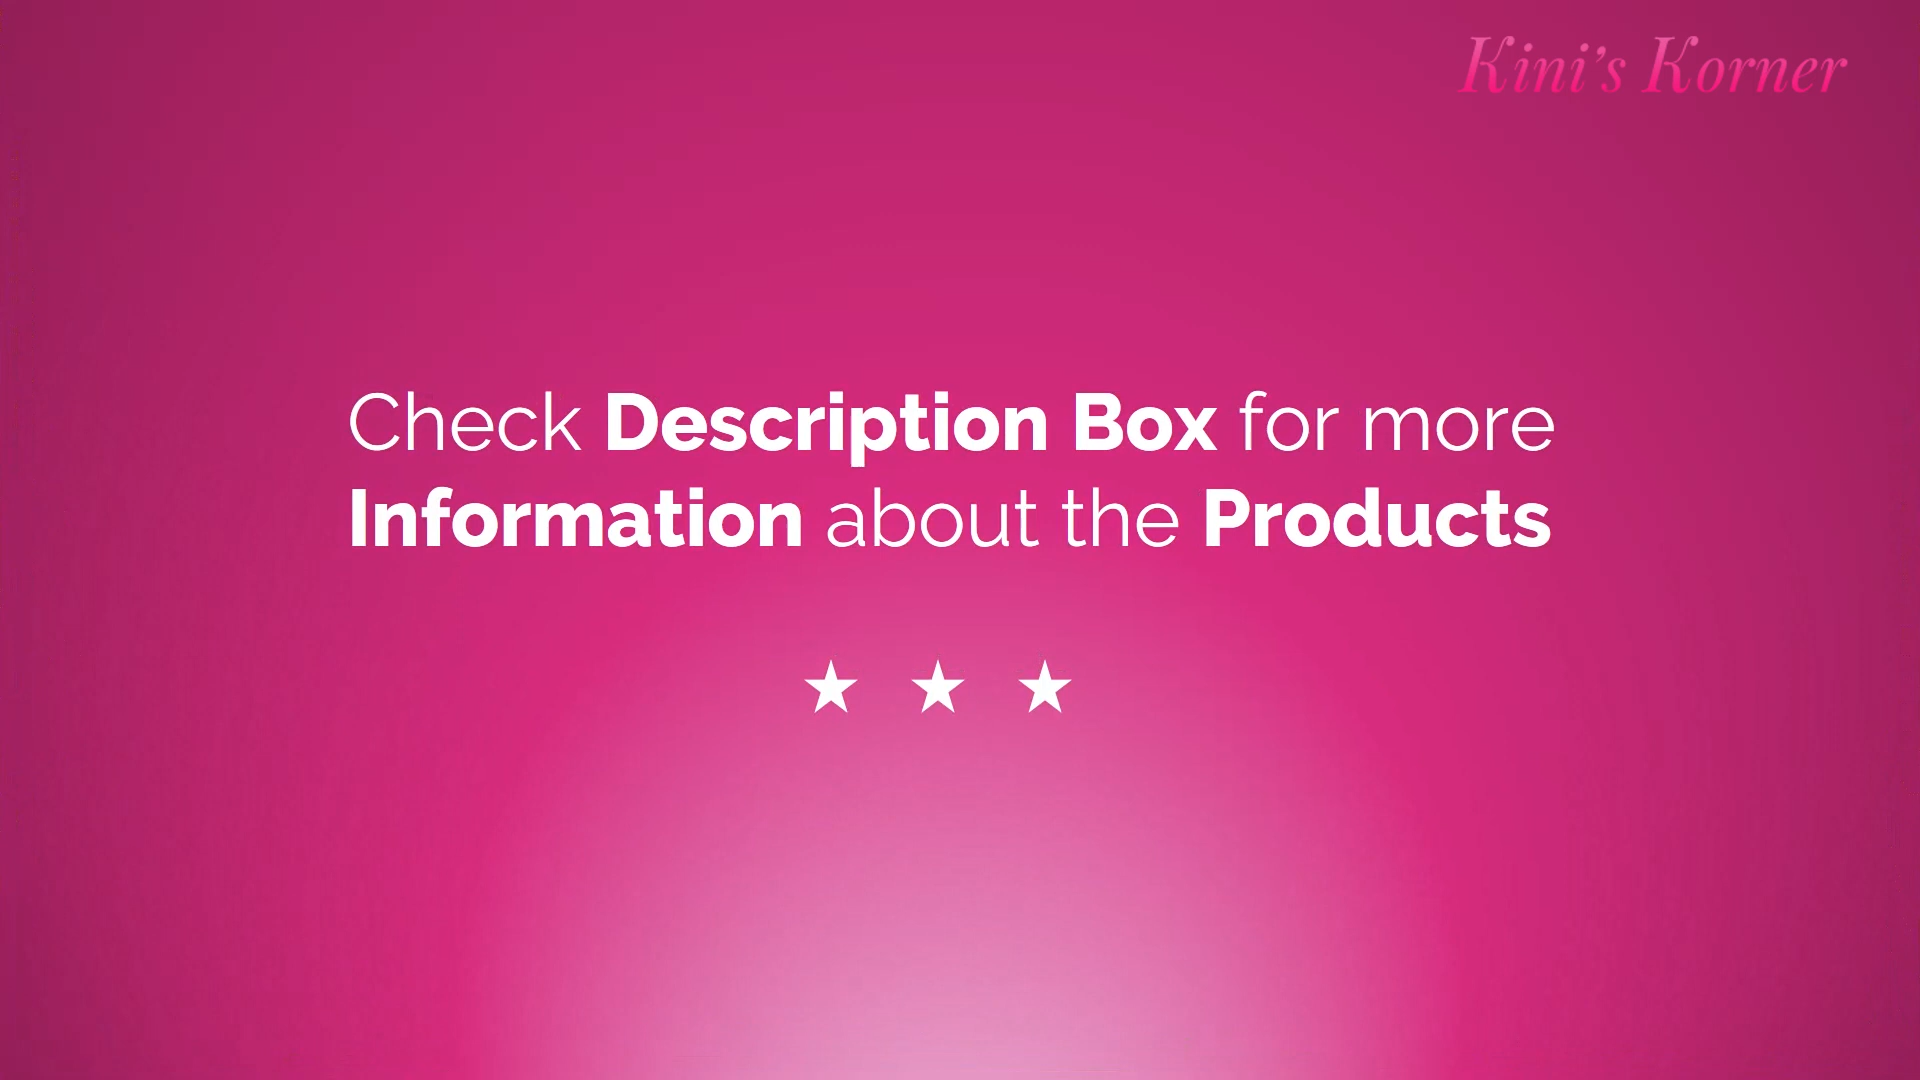 Kini's Korner
Check Description Box for more
Information about the Products